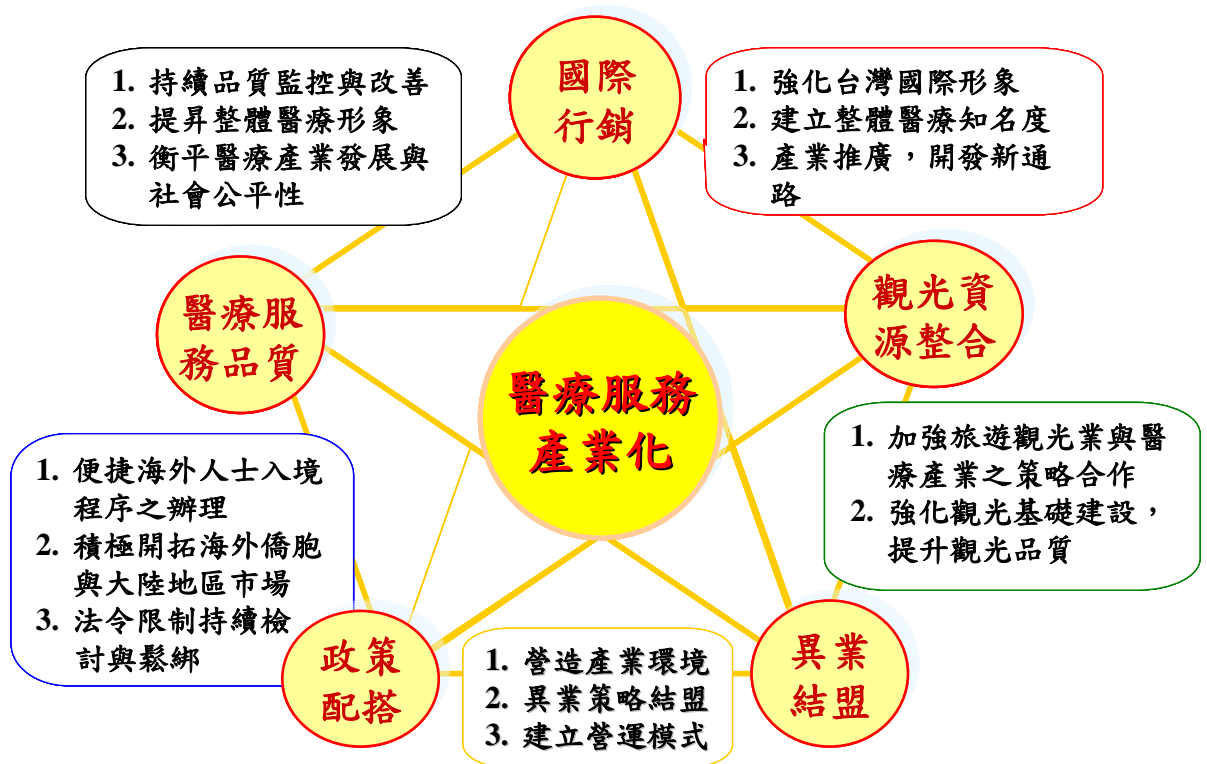 國際
行銷
1. 持續品質監控與改善
2. 提昇整體醫療形象
3. 衡平醫療產業發展與
社會公平性
1. 強化台灣國際形象
2. 建立整體醫療知名度
3. 產業推廣，開發新通
路
醫療服
務品質
觀光資
源整合
醫療服務
產業化
1. 便捷海外人士入境
程序之辦理
2. 積極開拓海外僑胞
與大陸地區市場
3. 法令限制持續檢
討與鬆綁
1. 加強旅遊觀光業與醫
療產業之策略合作
2. 強化觀光基礎建設，
提升觀光品質
政策
配搭
1. 營造產業環境
2. 異業策略結盟
3. 建立營運模式
異業
結盟